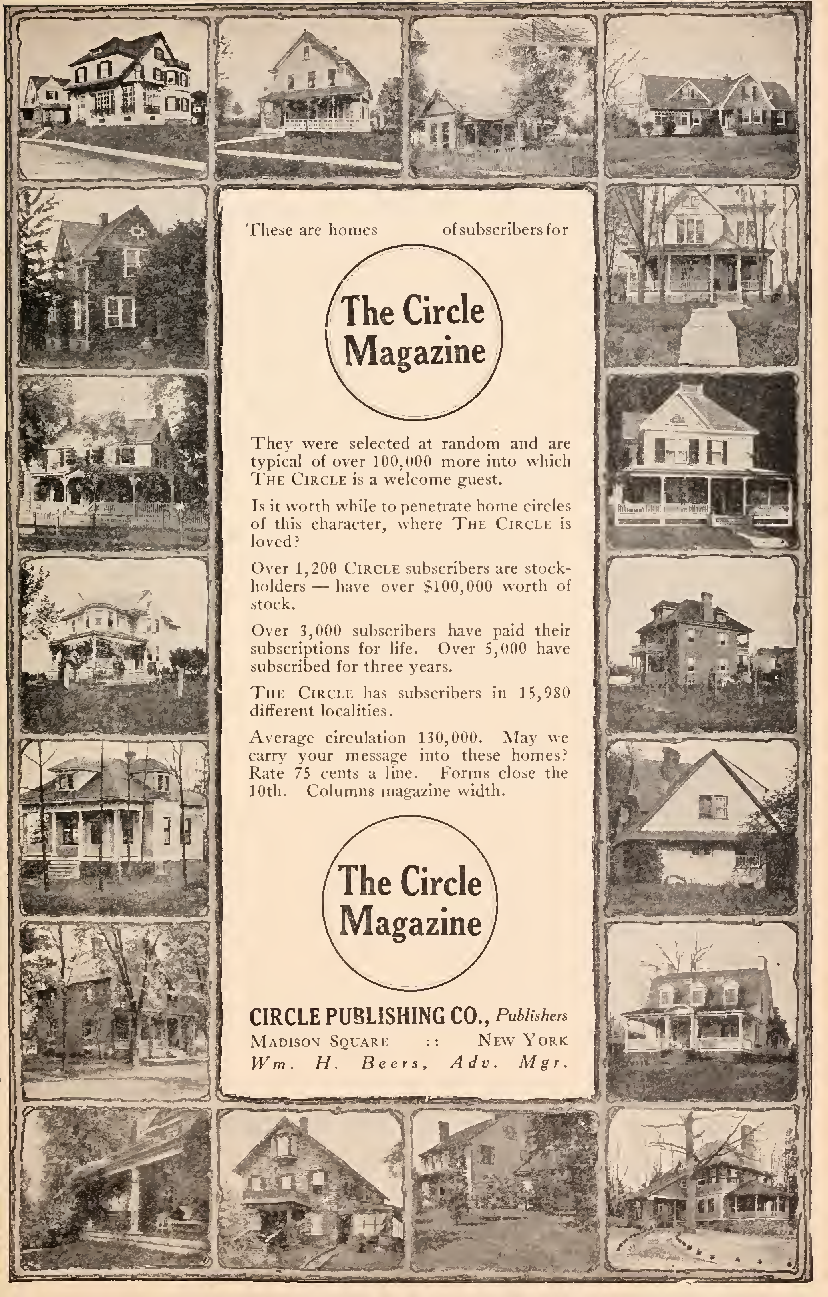 These are homes of subscribers for
The Circle
Magazine
They were selected at random and are
typical of over 100,000 more into which
THE CIRCLE is a welcome guest.
Is it worth while to penetrate home circles
of this character, where THE CIRCLE is
loved?
Over 1,200 CIRCLE subscribers are stock-
holders — have over $100,000 worth of
stock.
Over 3,000 subscribers have paid their
subscriptions for life. Over 5,000 have
subscribed for three years.
THE CIRCLE has subscribers in 15,980
different localities.
Average circulation 130,000. May we
carry your message into these homes?
Rate 75 cents a line. Forms close the
10th. Columns magazine width.
The Circle
Magazine
CIRCLE PUBLISHING CO., Publishers
MADISON SQUARE :: NEW YORK
Wm. H. Beers, Adv. Mgr.